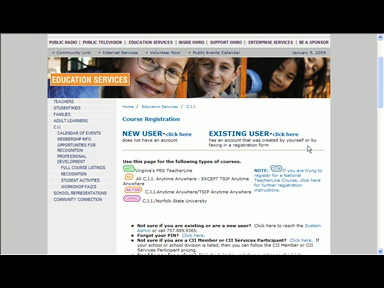 PUBLIC RADIO | PUBLIC TELEVISION | EDUCATION SERVICES | INSIDE WHRO | SUPPORT WHRO | ENTERPRISE SERVICES | BE A SPONSOR
Community Link Internet Services Volunteer Now Public Events Calendar January 5, 2009
EDUCATION SERVICES
TEACHERS
STUDENT/KIDS
FAMILIES
ADULT LEARNERS
C.I.I.
CALENDAR OF EVENTS
MEMBERSHIP INFO
OPPORTUNITIES FOR RECOGNITION
PROFESSIONAL DEVELOPMENT
FULL COURSE LISTINGS
RECOGNITION
STUDENT ACTIVITIES
WORKSHOP FAQ'S
SCHOOL REPRESENTATIONS
COMMUNITY CONNECTION
Home / Education Services / C.I.I.
Course Registration
NEW USER-click here
does not have an account
EXISTING USER-click here
has an account that was created by yourself or by
faxing in a registration form
Use this page for the following types of courses.
Virginia's PBS TeacherLine
All C.I.I. Anytime Anywhere - EXCEPT TSIP Anytime
Anywhere
C.I.I. Anytime Anywhere/TSIP Anytime Anywhere
C.I.I/Norfolk State University
NOTE: If you are trying to
register for a National
TeacherLine Course, click here
for further registration
instructions.
• Not sure if you are existing or a new user? Click here to reach the System
Admin or call 757.889.9365.
• Forgot your PIN? Click here.
• Not sure if you are a CII Member or CII Services Participant? Click here. If
your school or school division is listed, then you would follow the CII Member or CII
Services Participant pricing.